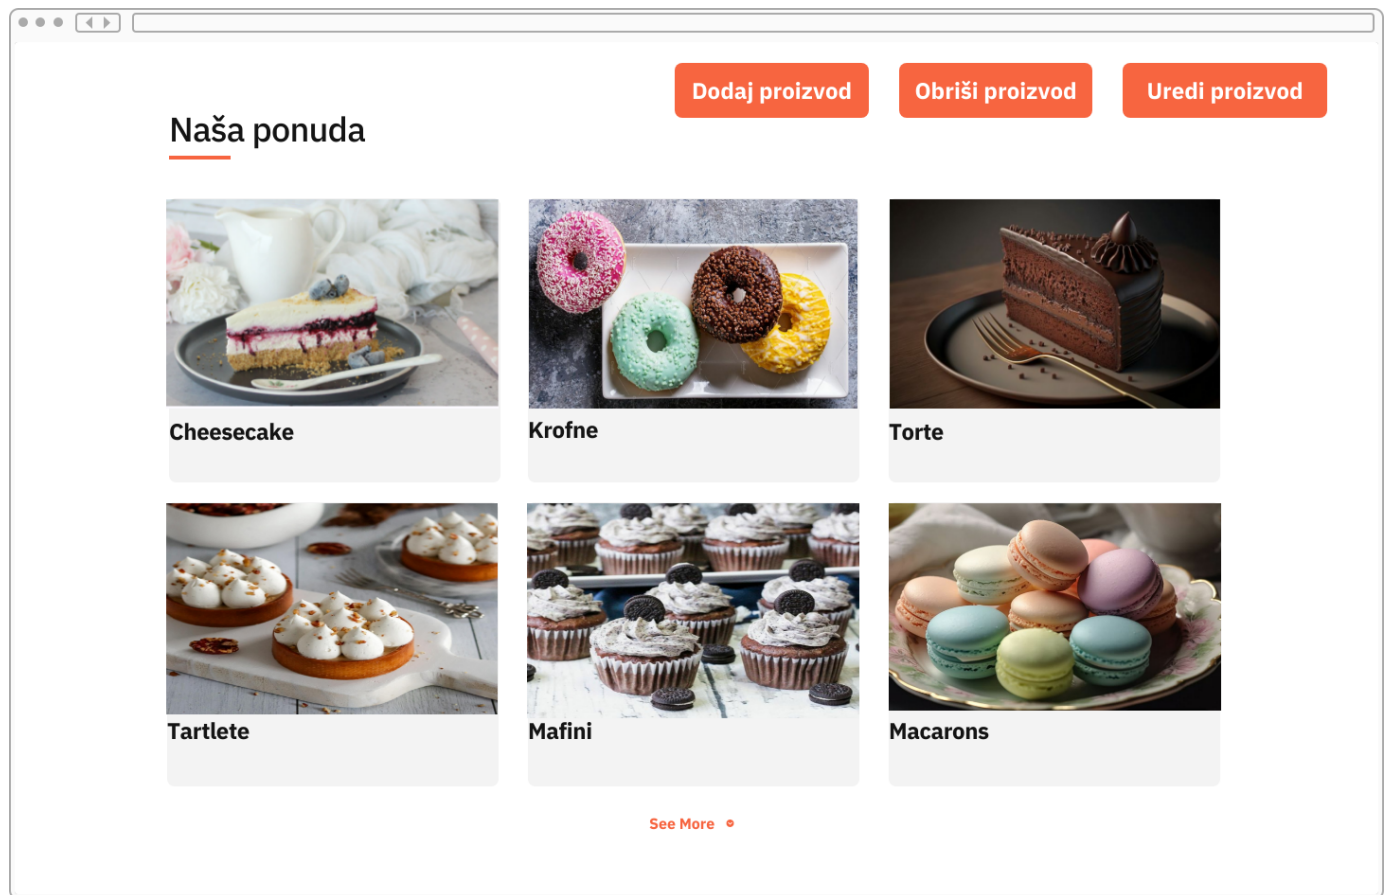 Dodaj proizvod
Obriši proizvod
Uredi proizvod
Naša ponuda
Cheesecake
Krofne
Torte
Tartlete
Mafini
Macarons
See More